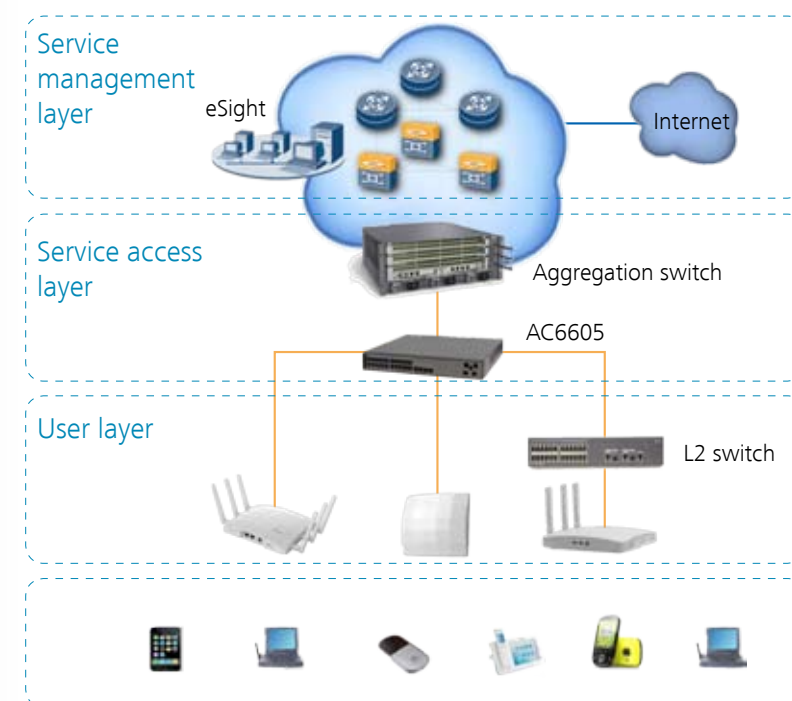 Service
management
layer
eSight
Internet
Service access
layer
Aggregation switch
AC6605
User layer
L2 switch